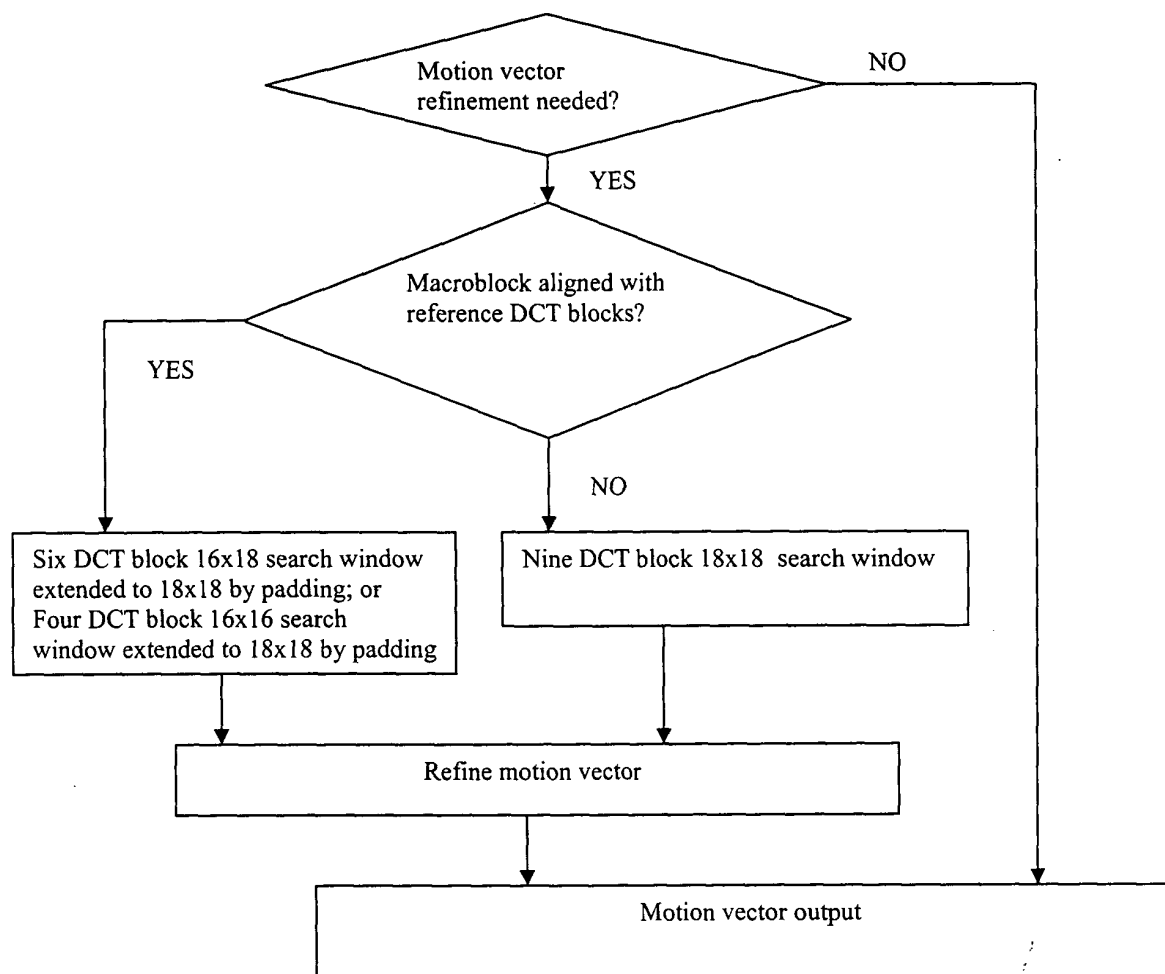 Motion vector
refinement needed?
NO
YES
Macroblock aligned with
reference DCT blocks?
YES
NO
Six DCT block 16x18 search window
extended to 18x18 by padding; or
Four DCT block 16x16 search
window extended to 18x18 by padding
Nine DCT block 18x18 search window
Refine motion vector
Motion vector output